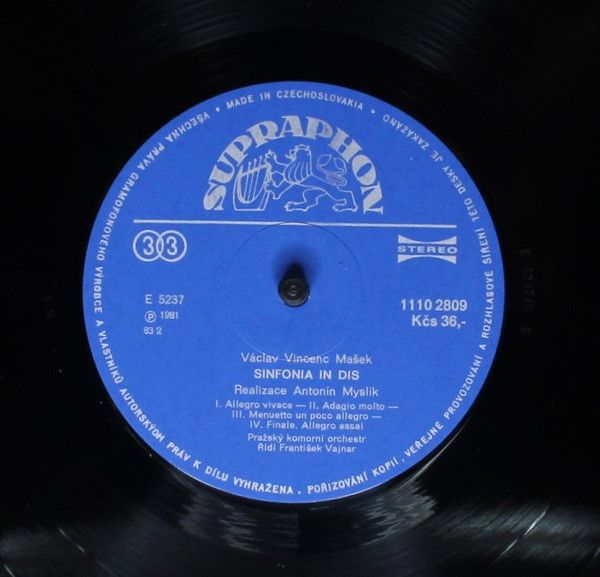 VŠECHNA PRÁVA GRAMOFONOVÉHO VÝROBCE A VLASTNÍKŮ AUTORSKÝCH PRÁV K DÍLU VYHRAŽENA. POŘIZOVÁNÍ KOPIÍ, VEŘEJNÉ PROVOZOVÁNÍ A ROZHLASOVÉ ŠÍŘENÍ TÉTO DESKY JE ZAKÁZÁNO • MADE IN CZECHOSLOVAKIA •
SUPRAPHON
33
STEREO
E 5237
Ⓟ 1981
83 2
1110 2809
Kčs 36,-
Václav Vincenc Mašek
SINFONIA IN DIS
Realizace Antonín Myslík
I. Allegro vivace — II. Adagio molto —
III. Menuetto un poco allegro —
IV. Finale. Allegro assai
Pražský komorní orchestr
Řídí František Vajnar